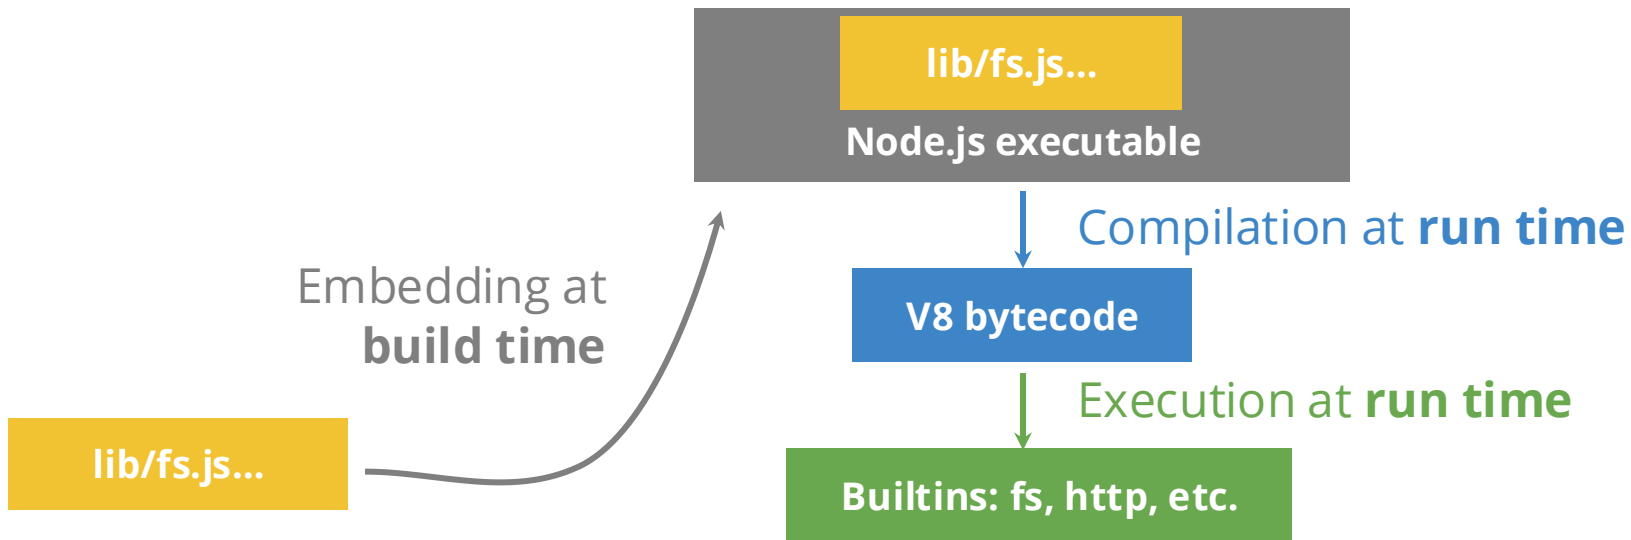 lib/fs.js...
Node.js executable
Compilation at run time
Embedding at
build time
V8 bytecode
Execution at run time
lib/fs.js...
Builtins: fs, http, etc.